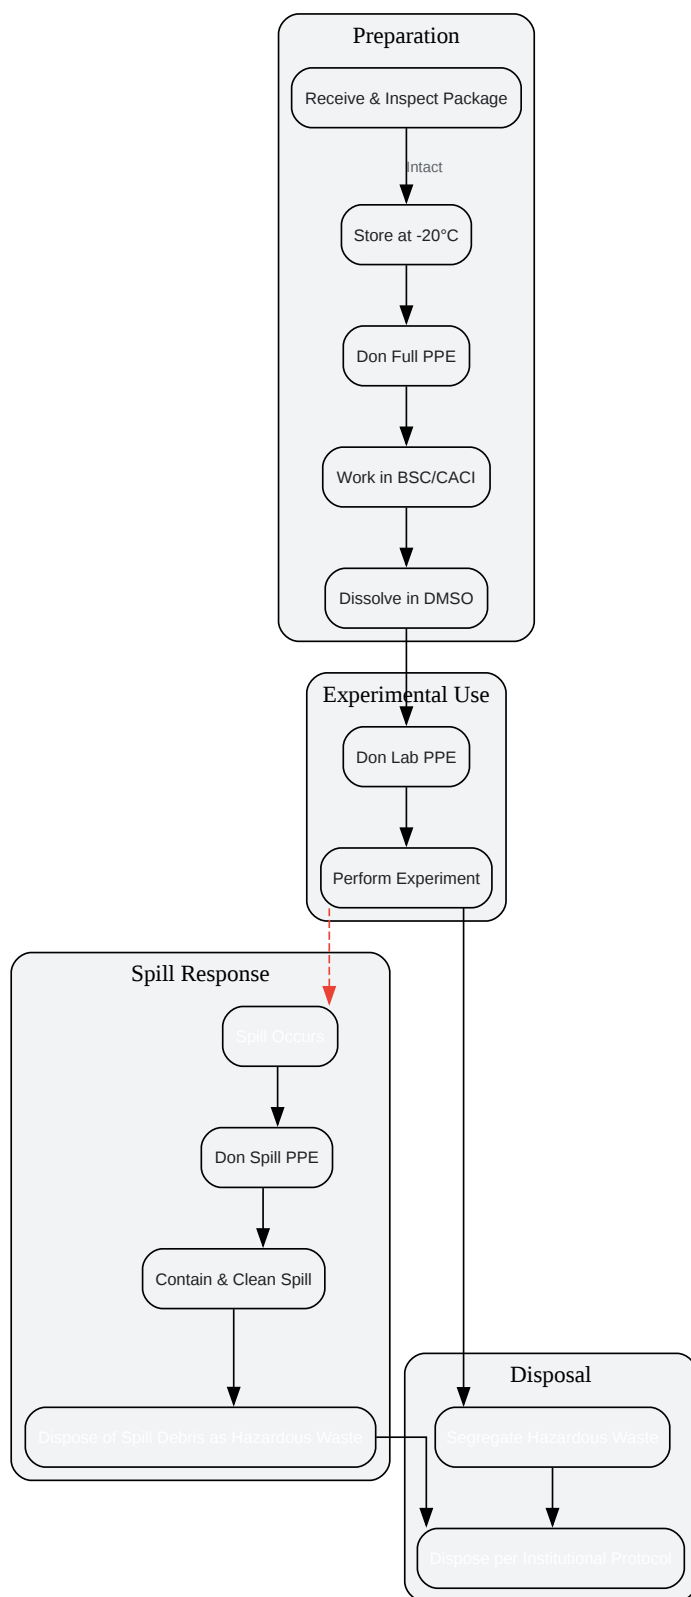 Preparation
Receive & Inspect Package
Intact
Store at -20°C
Don Full PPE
Work in BSC/CACI
Dissolve in DMSO
Experimental Use
Don Lab PPE
Perform Experiment
Spill Response
Spill Occurs
Don Spill PPE
Contain & Clean Spill
Dispose of Spill Debris as Hazardous Waste
Disposal
Segregate Hazardous Waste
Dispose per Institutional Protocol